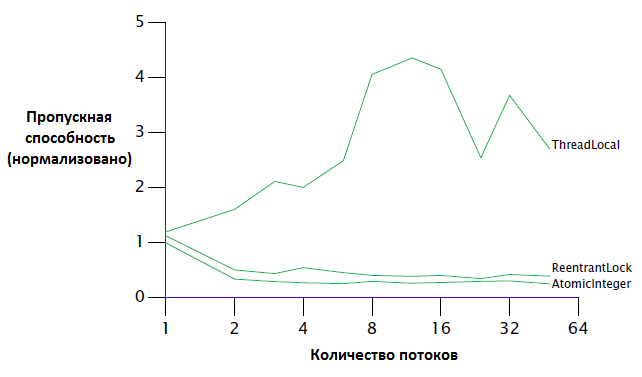 5
4
3
2
1
0
Пропускная
способность
(нормализовано)
ThreadLocal
ReentrantLock
AtomicInteger
1 2 4 8 16 32 64
Количество потоков